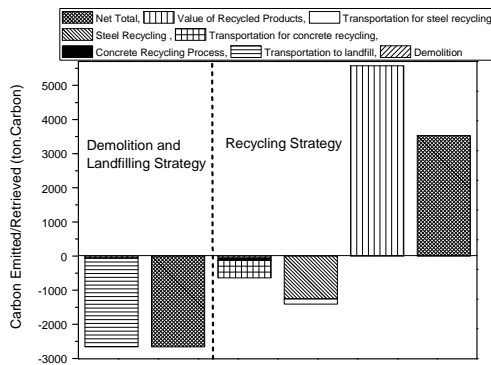 Net Total, Value of Recycled Products, Transportation for steel recycling
Steel Recycling , Transportation for concrete recycling,
Concrete Recycling Process, Transportation to landfill, Demolition
Carbon Emitted/Retrieved (ton.Carbon)
5000
4000
3000
2000
1000
0
-1000
-2000
-3000
Demolition and
Landfilling Strategy
Recycling Strategy